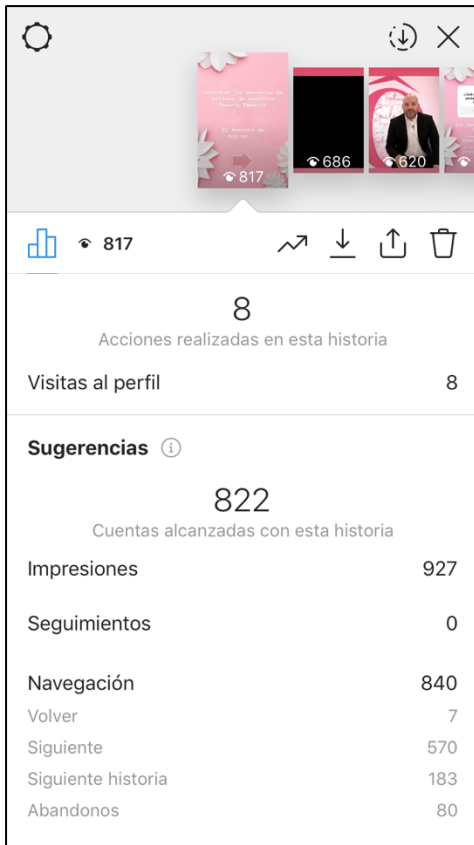 817
686
620
817
8
Acciones realizadas en esta historia
Visitas al perfil 8
Sugerencias
822
Cuentas alcanzadas con esta historia
Impresiones 927
Seguimientos 0
Navegación 840
Volver 7
Siguiente 570
Siguiente historia 183
Abandonos 80